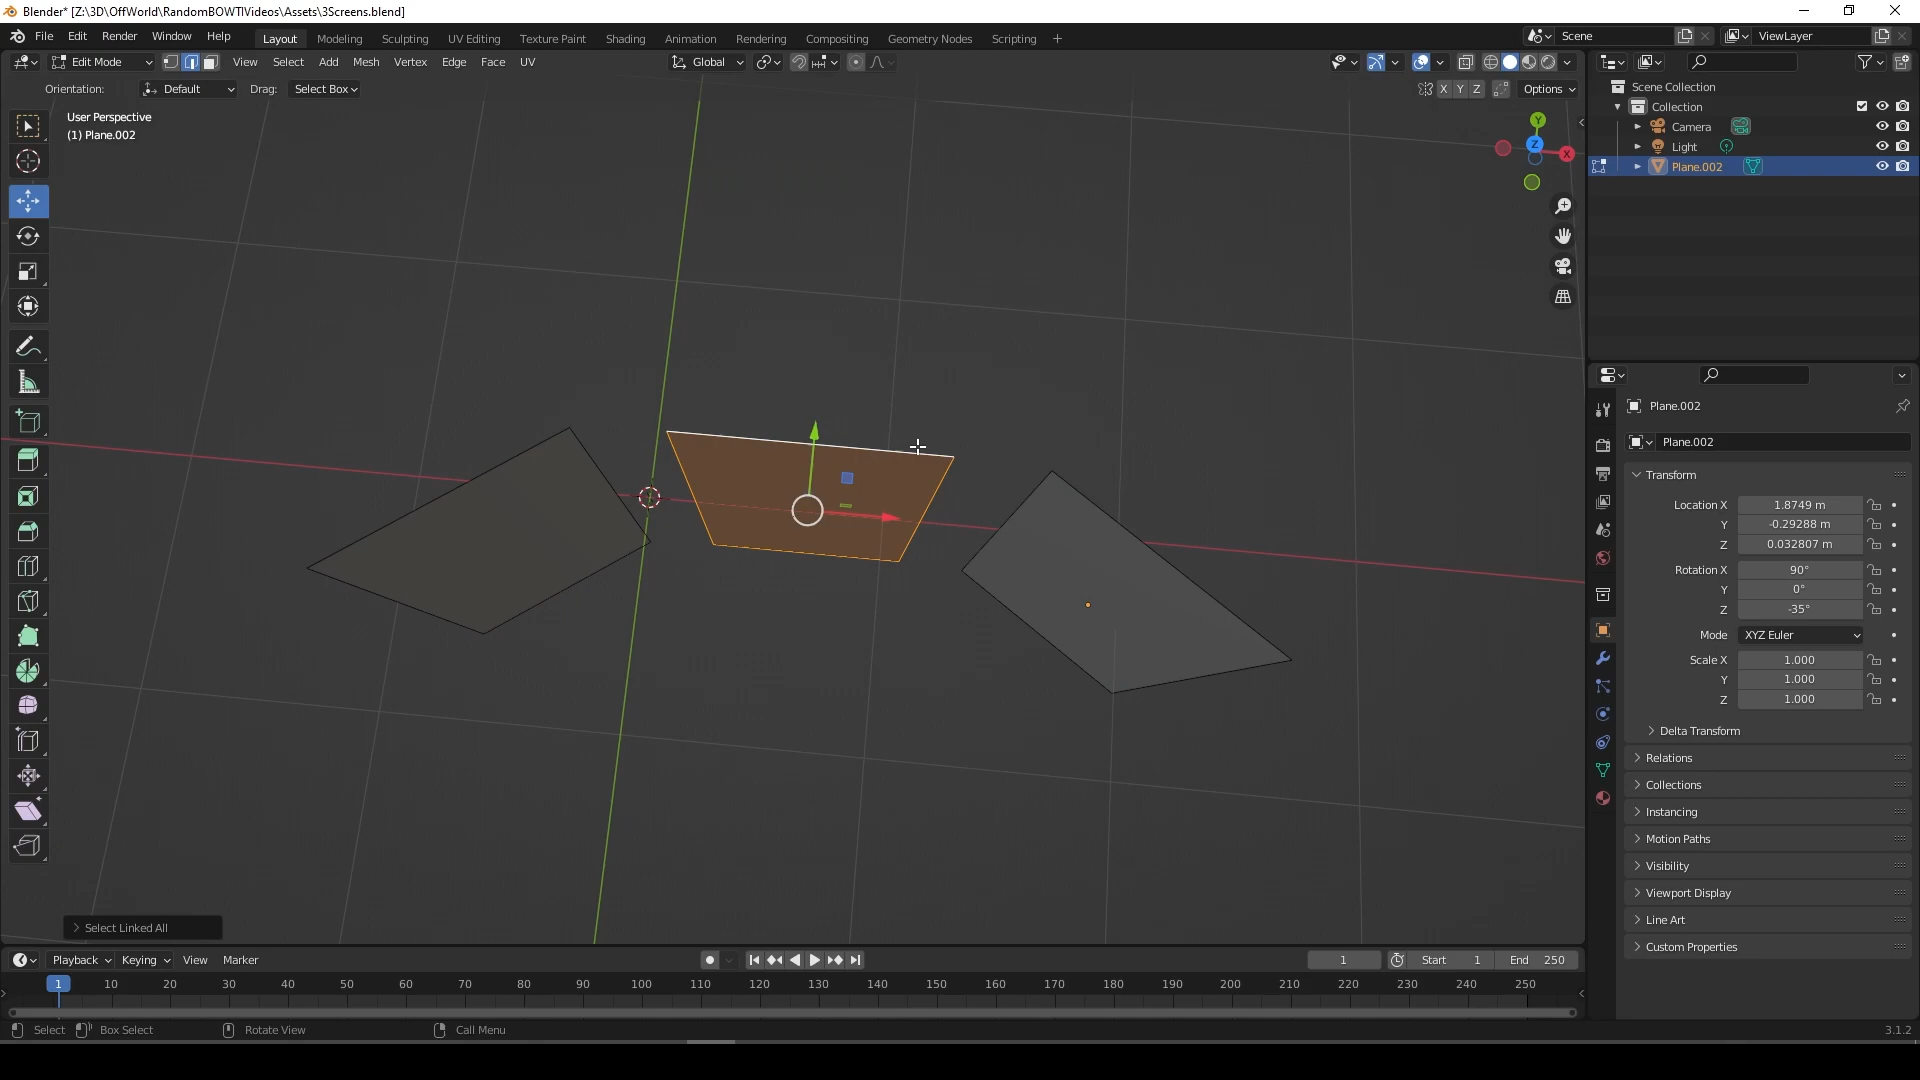 Blender* [Z:\3D\OffWorld\RandomBOWTIVideos\Assets\3Screens.blend]
File Edit Render Window Help Layout Modeling Sculpting UV Editing Texture Paint Shading Animation Rendering Compositing Geometry Nodes Scripting + Scene ViewLayer
Edit Mode View Select Add Mesh Vertex Edge Face UV Global
Orientation: Default Drag: Select Box X Y Z Options
User Perspective
(1) Plane.002
Y
Z
X
Scene Collection
Collection
Camera
Light
Plane.002
Plane.002
Plane.002
Transform
Location X 1.8749 m
Y -0.29288 m
Z 0.032807 m
Rotation X 90°
Y 0°
Z -35°
Mode XYZ Euler
Scale X 1.000
Y 1.000
Z 1.000
Delta Transform
Relations
Collections
Instancing
Motion Paths
Visibility
Viewport Display
Line Art
Custom Properties
Select Linked All
Playback Keying View Marker 1 Start 1 End 250
1 10 20 30 40 50 60 70 80 90 100 110 120 130 140 150 160 170 180 190 200 210 220 230 240 250
Select Box Select Rotate View Call Menu 3.1.2